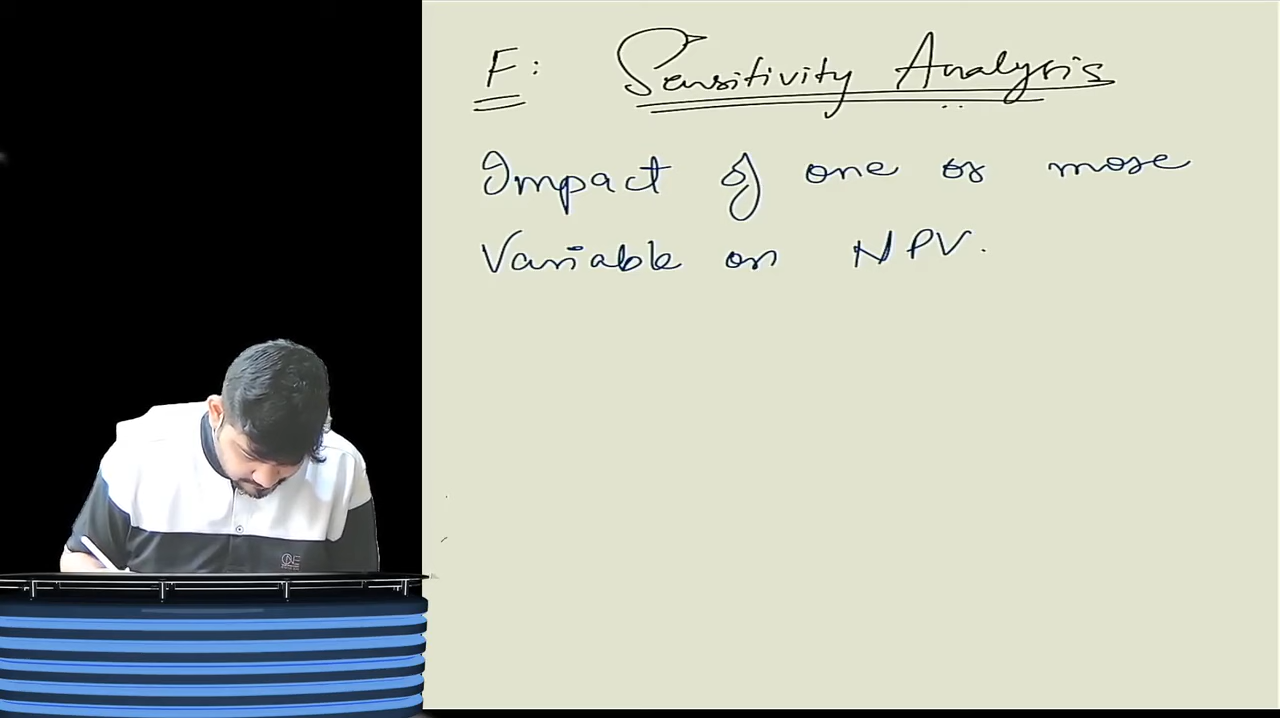 F: Sensitivity Analysis
Impact of one or more
Variable on NPV.